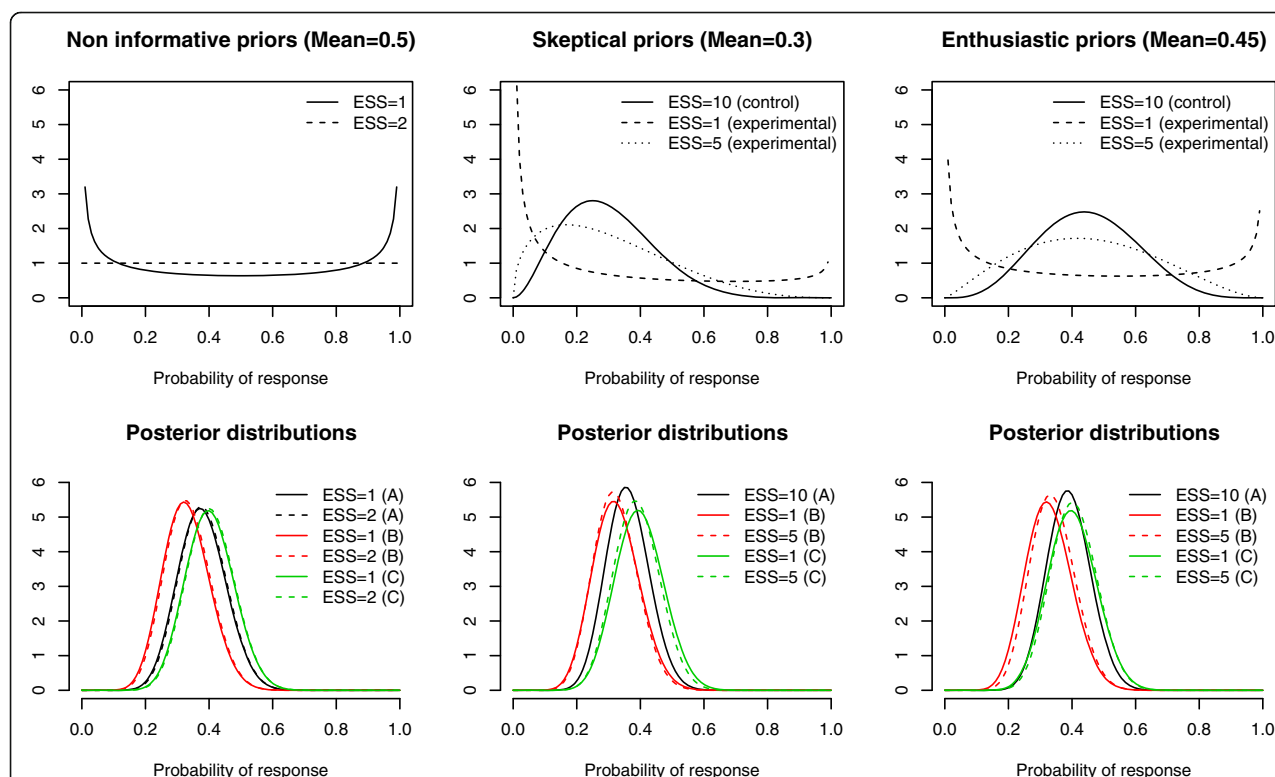 Non informative priors (Mean=0.5)
Skeptical priors (Mean=0.3)
Enthusiastic priors (Mean=0.45)
6
5
4
3
2
1
0
ESS=1
ESS=2
0.0 0.2 0.4 0.6 0.8 1.0
Probability of response
6
5
4
3
2
1
0
ESS=10 (control)
ESS=1 (experimental)
ESS=5 (experimental)
0.0 0.2 0.4 0.6 0.8 1.0
Probability of response
6
5
4
3
2
1
0
ESS=10 (control)
ESS=1 (experimental)
ESS=5 (experimental)
0.0 0.2 0.4 0.6 0.8 1.0
Probability of response
Posterior distributions
6
5
4
3
2
1
0
ESS=1 (A)
ESS=2 (A)
ESS=1 (B)
ESS=2 (B)
ESS=1 (C)
ESS=2 (C)
0.0 0.2 0.4 0.6 0.8 1.0
Probability of response
Posterior distributions
6
5
4
3
2
1
0
ESS=10 (A)
ESS=1 (B)
ESS=5 (B)
ESS=1 (C)
ESS=5 (C)
0.0 0.2 0.4 0.6 0.8 1.0
Probability of response
Posterior distributions
6
5
4
3
2
1
0
ESS=10 (A)
ESS=1 (B)
ESS=5 (B)
ESS=1 (C)
ESS=5 (C)
0.0 0.2 0.4 0.6 0.8 1.0
Probability of response